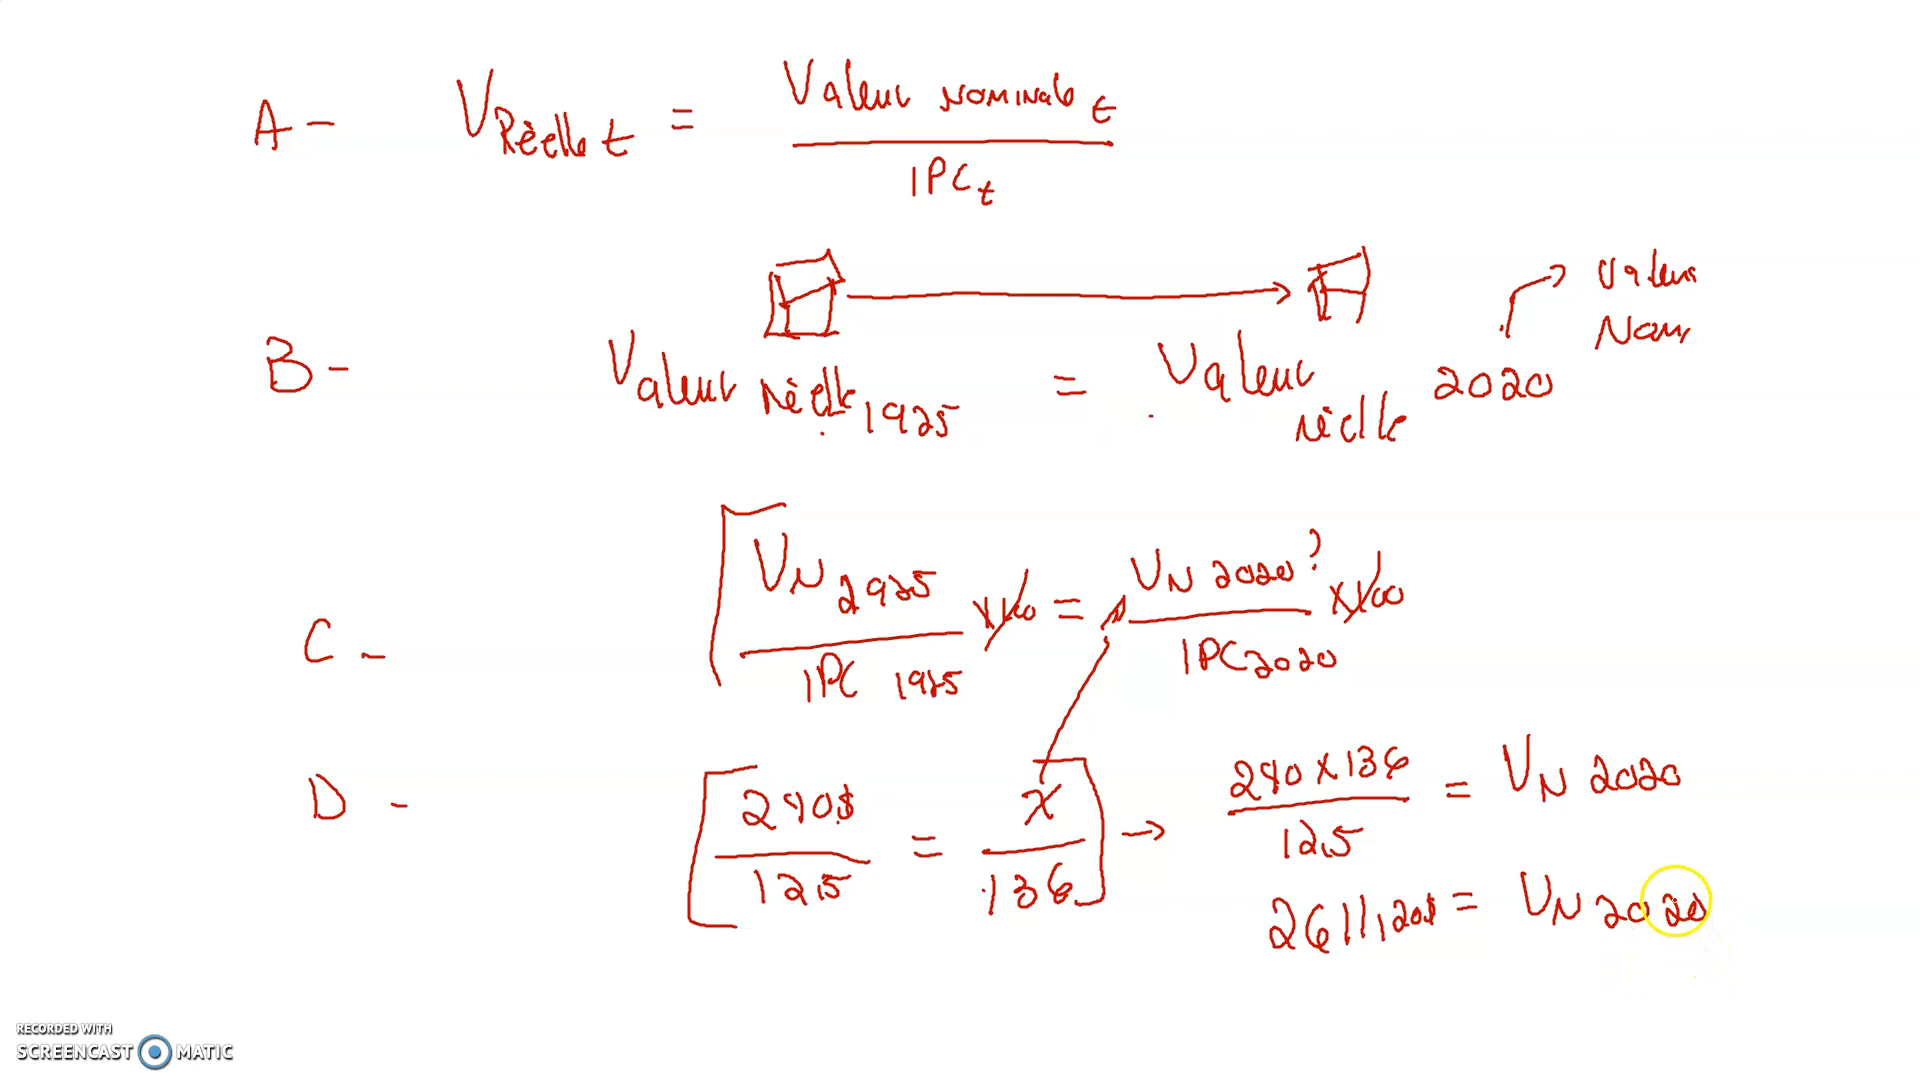 A - V Réelle t = Valeur nominale t / IPC t
Valeur Nom
B - Valeur réelle 1925 = Valeur réelle 2020
C - VN 2925 / IPC 1925 x100 = VN 2020 ? / IPC 2020 x100
D - 240$ / 12,5 = x / 136 → 240 x 136 / 12,5 = VN 2020
2611,20$ = VN 2020
RECORDED WITH
SCREENCAST MATIC